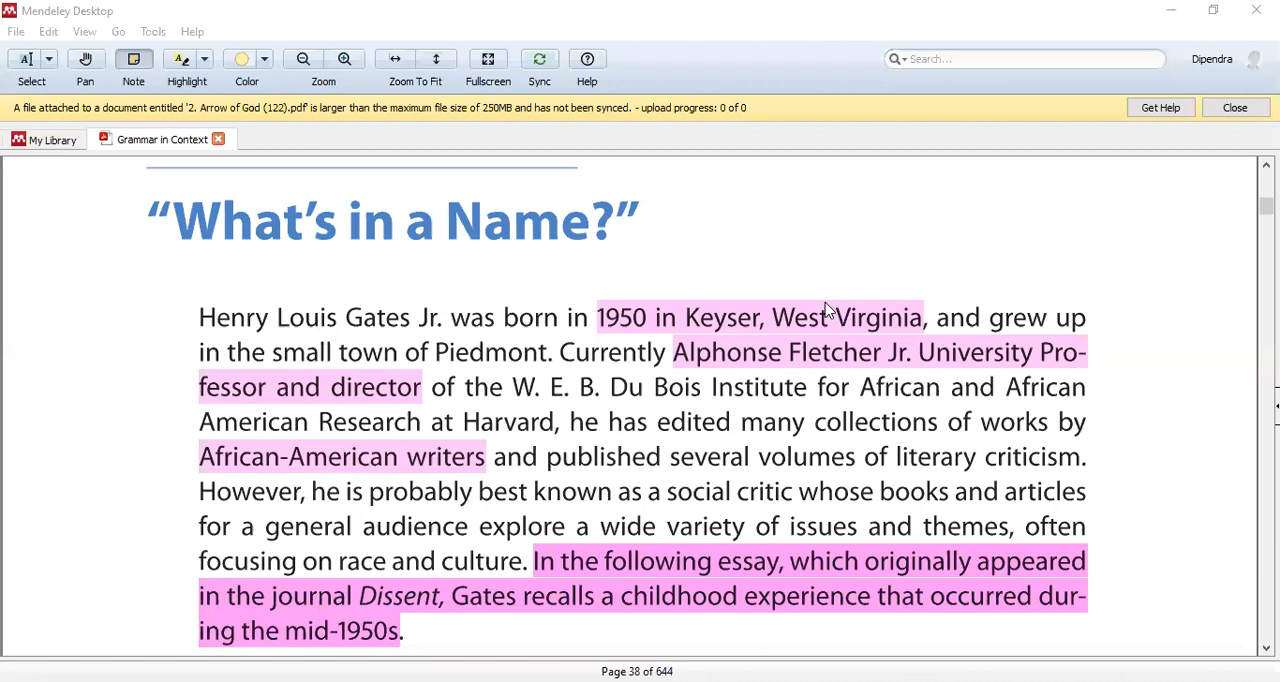 Mendeley Desktop
File Edit View Go Tools Help
Select Pan Note Highlight Color Zoom Zoom To Fit Fullscreen Sync Help
Search...
Dipendra
A file attached to a document entitled '2. Arrow of God (122).pdf' is larger than the maximum file size of 250MB and has not been synced. - upload progress: 0 of 0
Get Help Close
My Library Grammar in Context
“What’s in a Name?”
Henry Louis Gates Jr. was born in 1950 in Keyser, West Virginia, and grew up
in the small town of Piedmont. Currently Alphonse Fletcher Jr. University Pro-
fessor and director of the W. E. B. Du Bois Institute for African and African
American Research at Harvard, he has edited many collections of works by
African-American writers and published several volumes of literary criticism.
However, he is probably best known as a social critic whose books and articles
for a general audience explore a wide variety of issues and themes, often
focusing on race and culture. In the following essay, which originally appeared
in the journal Dissent, Gates recalls a childhood experience that occurred dur-
ing the mid-1950s.
Page 38 of 644